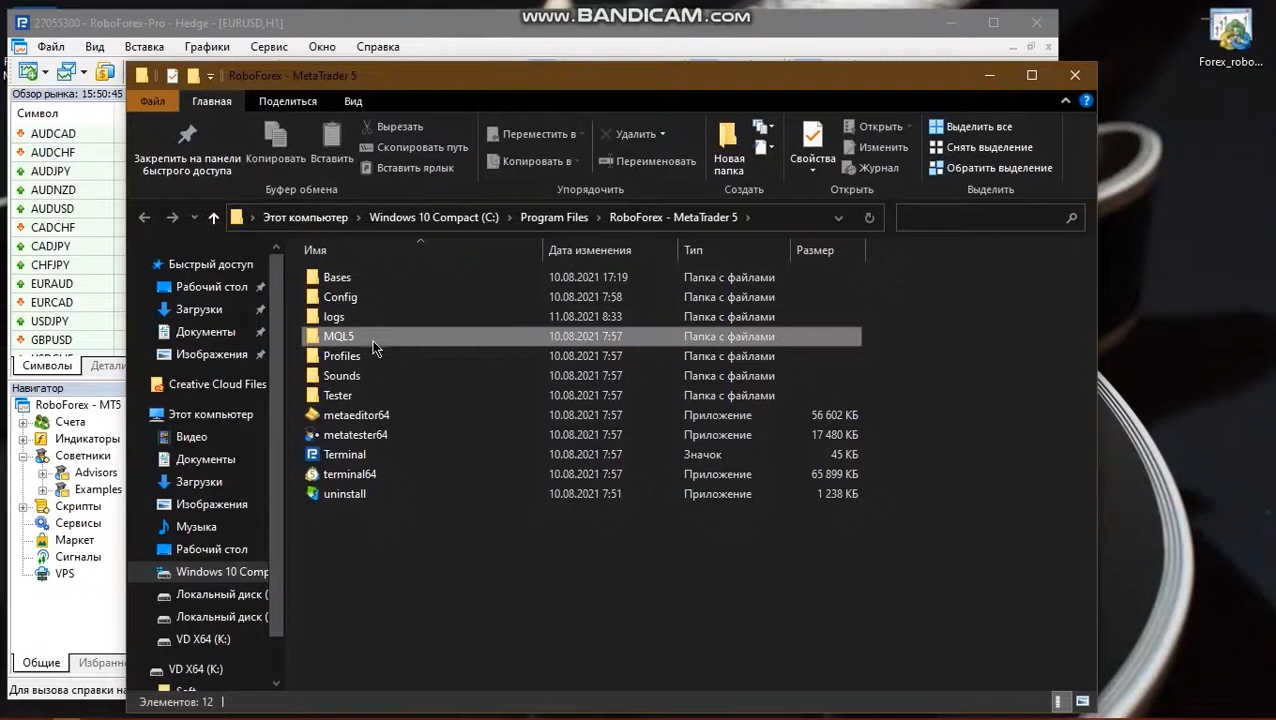 www.BANDICAM.com
27055300 - RoboForex-Pro - Hedge - [EURUSD,H1]
Файл Вид Вставка Графики Сервис Окно Справка
Forex_robo...
Обзор рынка: 15:50:45
Символ
AUDCAD
AUDCHF
AUDJPY
AUDNZD
AUDUSD
CADCHF
CADJPY
CHFJPY
EURAUD
EURCAD
USDJPY
GBPUSD
Символы Детали
Навигатор
RoboForex - MT5
Счета
Индикаторы
Советники
Advisors
Examples
Скрипты
Сервисы
Маркет
Сигналы
VPS
Общие Избранн
Для вызова справки на
RoboForex - MetaTrader 5
Файл Главная Поделиться Вид
Закрепить на панели быстрого доступа
Копировать
Вставить
Вырезать
Скопировать путь
Вставить ярлык
Буфер обмена
Переместить в
Копировать в
Удалить
Переименовать
Упорядочить
Новая папка
Создать
Свойства
Открыть
Изменить
Журнал
Открыть
Выделить все
Снять выделение
Обратить выделение
Выделить
Этот компьютер > Windows 10 Compact (C:) > Program Files > RoboForex - MetaTrader 5 >
Быстрый доступ
Рабочий стол
Загрузки
Документы
Изображения
Creative Cloud Files
Этот компьютер
Видео
Документы
Загрузки
Изображения
Музыка
Рабочий стол
Windows 10 Comp
Локальный диск (
Локальный диск (
VD X64 (K:)
VD X64 (K:)
Soft
Имя Дата изменения Тип Размер
Bases 10.08.2021 17:19 Папка с файлами
Config 10.08.2021 7:58 Папка с файлами
logs 11.08.2021 8:33 Папка с файлами
MQL5 10.08.2021 7:57 Папка с файлами
Profiles 10.08.2021 7:57 Папка с файлами
Sounds 10.08.2021 7:57 Папка с файлами
Tester 10.08.2021 7:57 Папка с файлами
metaeditor64 10.08.2021 7:57 Приложение 56 602 КБ
metatester64 10.08.2021 7:57 Приложение 17 480 КБ
Terminal 10.08.2021 7:57 Значок 45 КБ
terminal64 10.08.2021 7:57 Приложение 65 899 КБ
uninstall 10.08.2021 7:51 Приложение 1 238 КБ
Элементов: 12